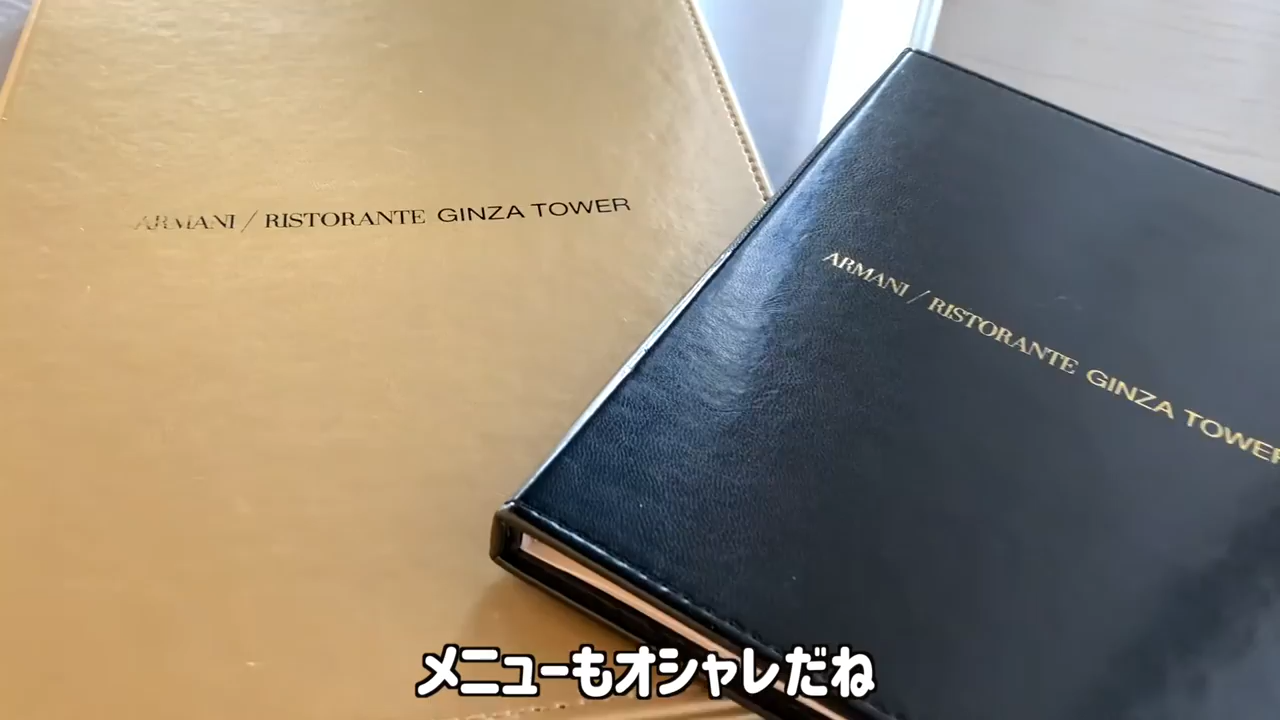 ARMANI / RISTORANTE GINZA TOWER
ARMANI / RISTORANTE GINZA TOWER
メニューもオシャレだね